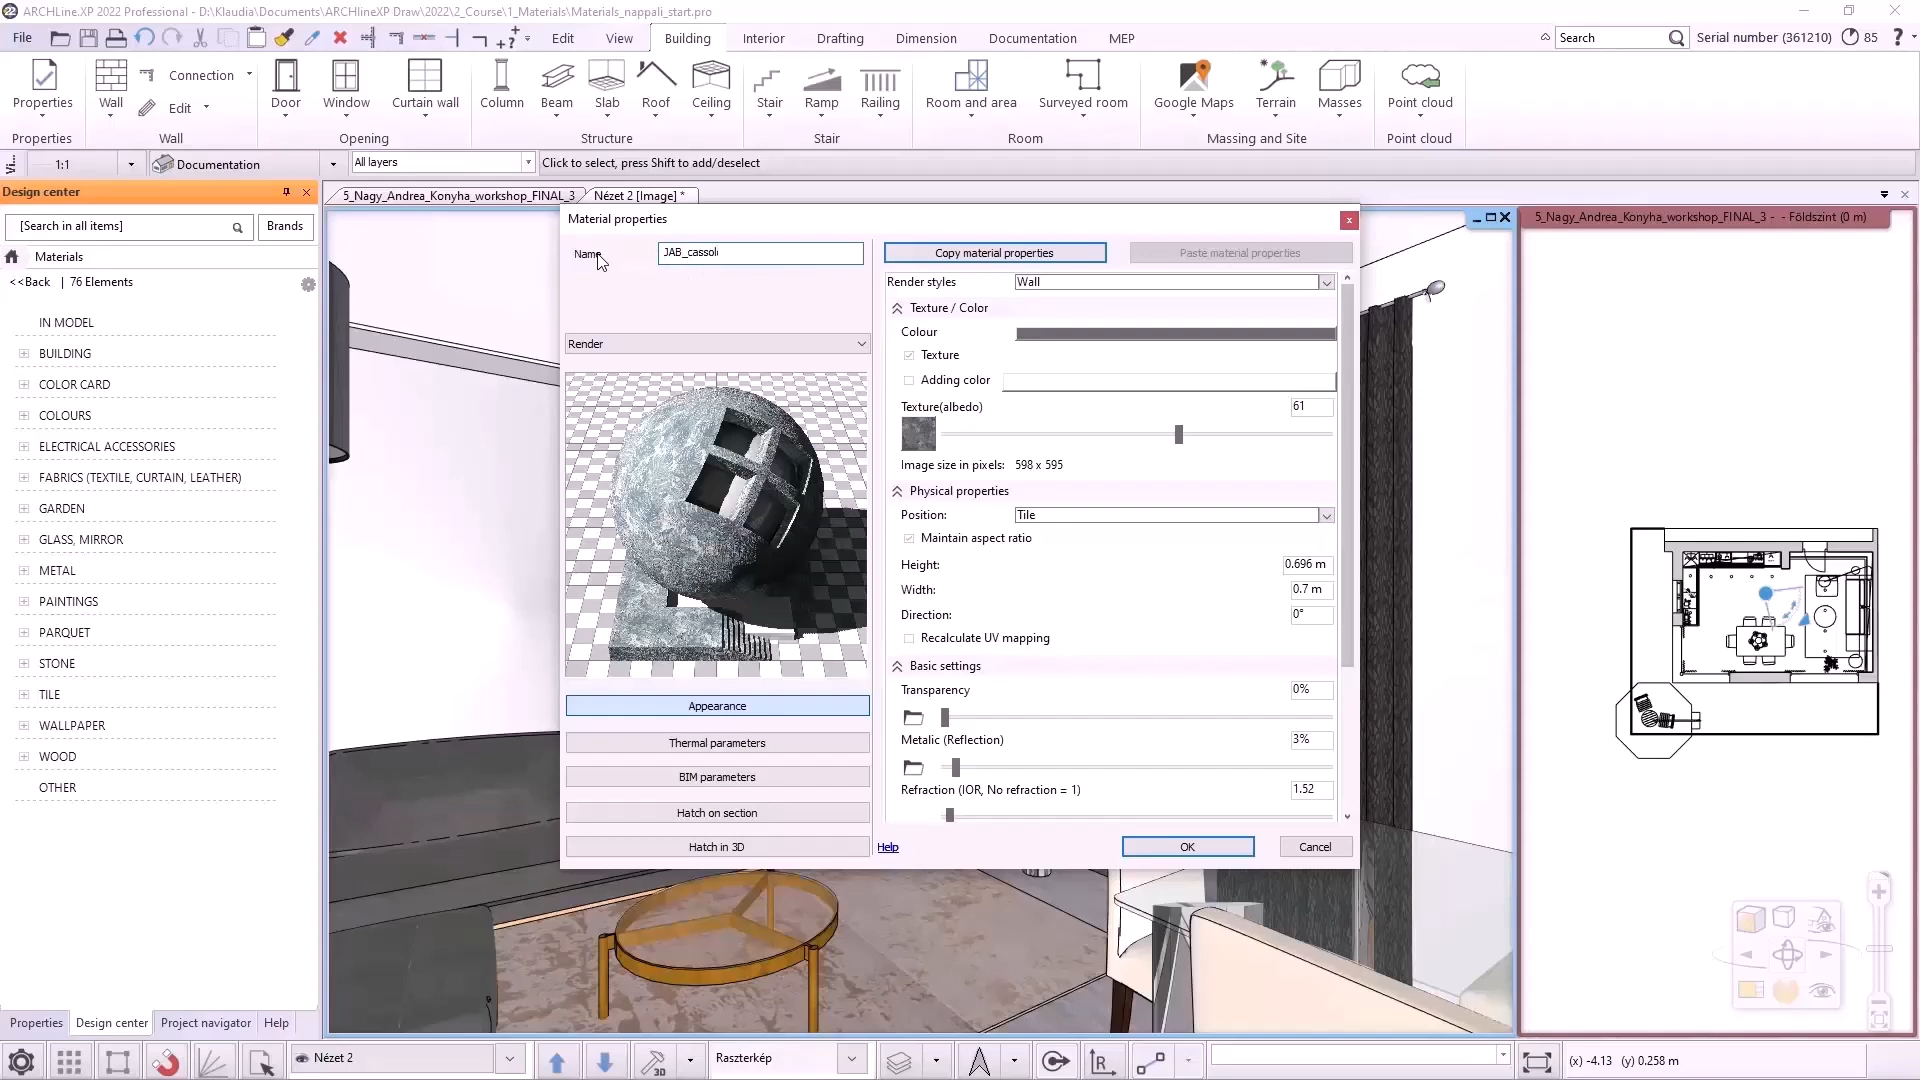 ARCHLine.XP 2022 Professional - D:\Klaudia\Documents\ARCHlineXP Draw\2022\2_Course\1_Materials\Materials_nappali_start.pro
File Edit View Building Interior Drafting Dimension Documentation MEP Search Serial number (361210) 85 ?
Properties Wall Connection Edit Door Window Curtain wall Column Beam Slab Roof Ceiling Stair Ramp Railing Room and area Surveyed room Google Maps Terrain Masses Point cloud
Properties Wall Opening Structure Stair Room Massing and Site Point cloud
1:1 Documentation All layers Click to select, press Shift to add/deselect
Design center
[Search in all items] Brands
Materials
<<Back | 76 Elements
IN MODEL
BUILDING
COLOR CARD
COLOURS
ELECTRICAL ACCESSORIES
FABRICS (TEXTILE, CURTAIN, LEATHER)
GARDEN
GLASS, MIRROR
METAL
PAINTINGS
PARQUET
STONE
TILE
WALLPAPER
WOOD
OTHER
Properties Design center Project navigator Help
5_Nagy_Andrea_Konyha_workshop_FINAL_3 Nézet 2 [Image] *
5_Nagy_Andrea_Konyha_workshop_FINAL_3 - - Földszint (0 m)
Material properties
Name JAB_cassol
Render
Appearance
Thermal parameters
BIM parameters
Hatch on section
Hatch in 3D
Copy material properties Paste material properties
Render styles Wall
Texture / Color
Colour
Texture
Adding color
Texture(albedo) 61
Image size in pixels: 598 x 595
Physical properties
Position: Tile
Maintain aspect ratio
Height: 0.696 m
Width: 0.7 m
Direction: 0°
Recalculate UV mapping
Basic settings
Transparency 0%
Metalic (Reflection) 3%
Refraction (IOR, No refraction = 1) 1.52
Help OK Cancel
Nézet 2 3D Raszterkép (x) -4.13 (y) 0.258 m